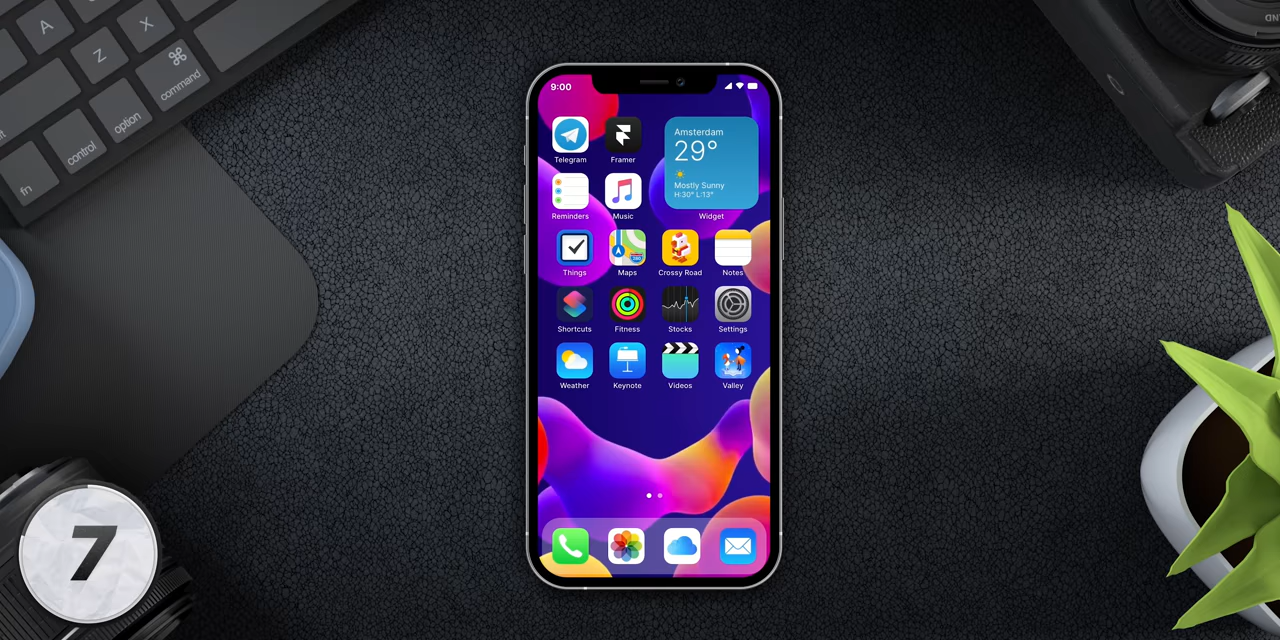 A
Z
X
⌘
command
option
control
fn
9:00
Telegram
Framer
Amsterdam
29°
Mostly Sunny
H:30° L:13°
Reminders
Music
Widget
Things
Maps
Crossy Road
Notes
Shortcuts
Fitness
Stocks
Settings
Weather
Keynote
Videos
Valley
7